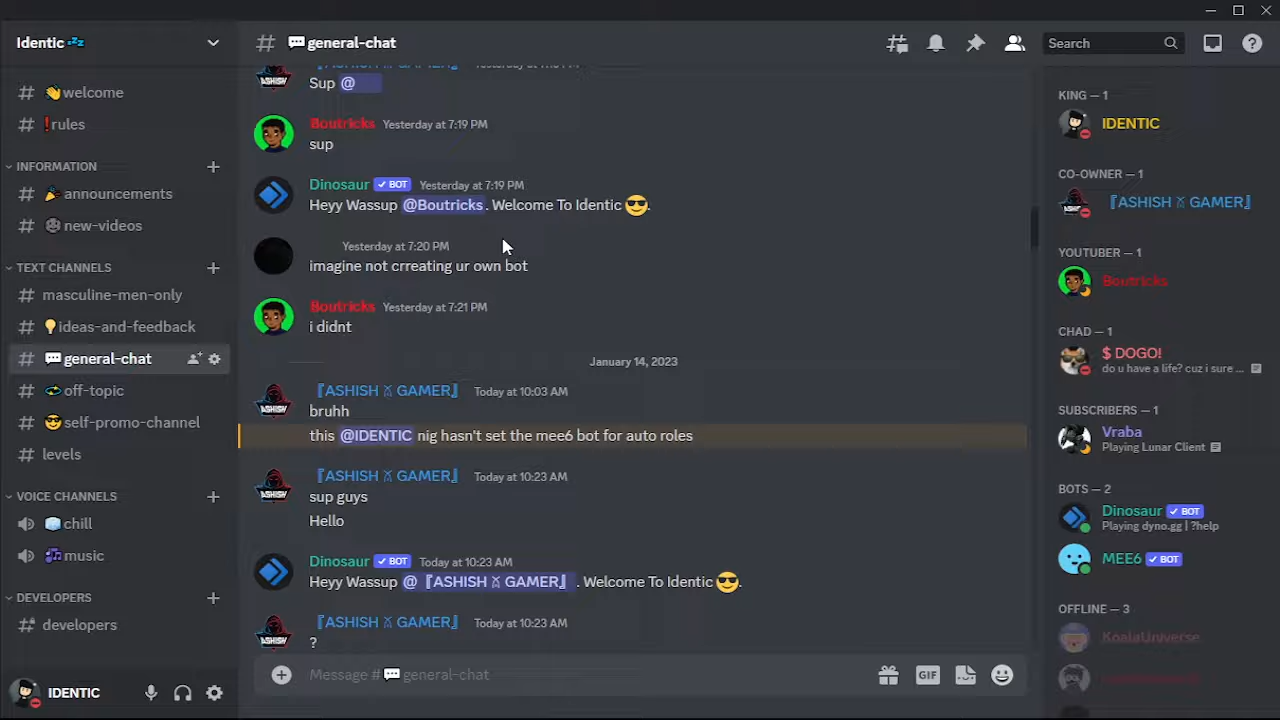 Identic 💤
# 💬general-chat
Search
# 👋welcome
# ❗rules
INFORMATION
# 🎉announcements
# new-videos
TEXT CHANNELS
# masculine-men-only
# 💡ideas-and-feedback
# 💬general-chat
# off-topic
# 😎self-promo-channel
# levels
VOICE CHANNELS
🧊chill
🎵music
DEVELOPERS
# developers
IDENTIC
Sup @
Boutricks Yesterday at 7:19 PM
sup
Dinosaur ✓ BOT Yesterday at 7:19 PM
Heyy Wassup @Boutricks. Welcome To Identic 😎.
Yesterday at 7:20 PM
imagine not crreating ur own bot
Boutricks Yesterday at 7:21 PM
i didnt
January 14, 2023
『ASHISH ℤ GAMER』 Today at 10:03 AM
bruhh
this @IDENTIC nig hasn't set the mee6 bot for auto roles
『ASHISH ℤ GAMER』 Today at 10:23 AM
sup guys
Hello
Dinosaur ✓ BOT Today at 10:23 AM
Heyy Wassup @『ASHISH ℤ GAMER』. Welcome To Identic 😎.
『ASHISH ℤ GAMER』 Today at 10:23 AM
?
Message #💬general-chat
GIF
KING — 1
IDENTIC
CO-OWNER — 1
『ASHISH ℤ GAMER』
YOUTUBER — 1
Boutricks
CHAD — 1
$ DOGO!
do u have a life? cuz i sure ...
SUBSCRIBERS — 1
Vraba
Playing Lunar Client
BOTS — 2
Dinosaur ✓ BOT
Playing dyno.gg | ?help
MEE6 ✓ BOT
OFFLINE — 3
KoalaUniverse